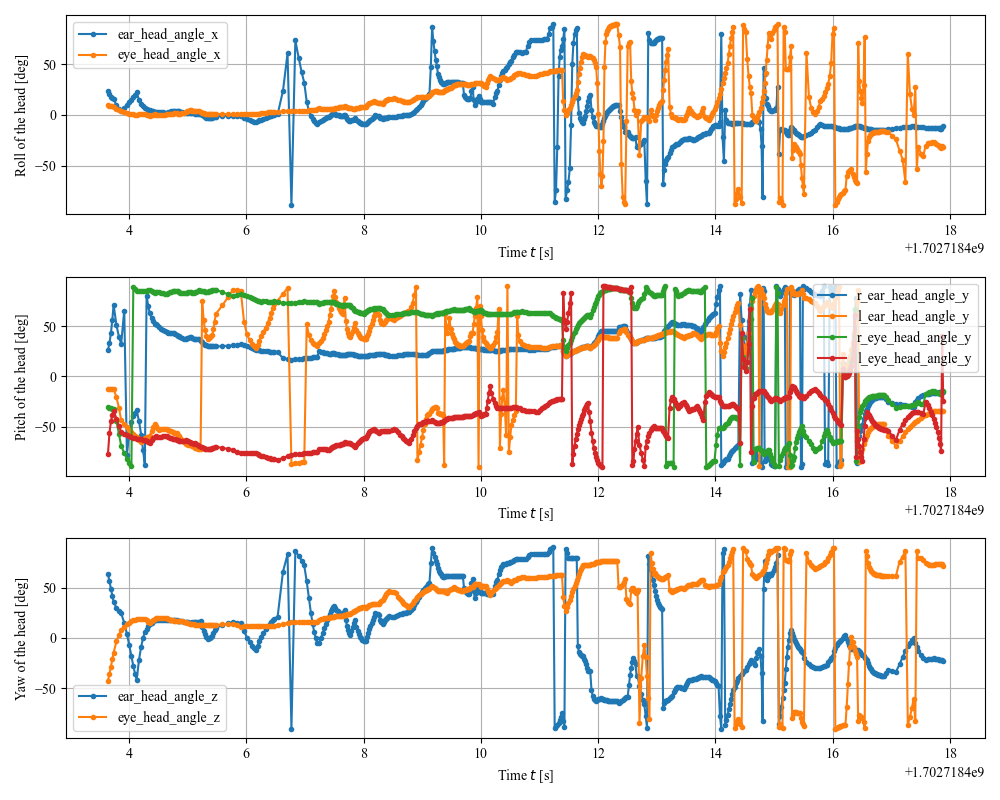 Roll of the head [deg]
50
0
−50
ear_head_angle_x
eye_head_angle_x
4 6 8 10 12 14 16 18
Time t [s]
+1.7027184e9
Pitch of the head [deg]
50
0
−50
r_ear_head_angle_y
l_ear_head_angle_y
r_eye_head_angle_y
l_eye_head_angle_y
4 6 8 10 12 14 16 18
Time t [s]
+1.7027184e9
Yaw of the head [deg]
50
0
−50
ear_head_angle_z
eye_head_angle_z
4 6 8 10 12 14 16 18
Time t [s]
+1.7027184e9